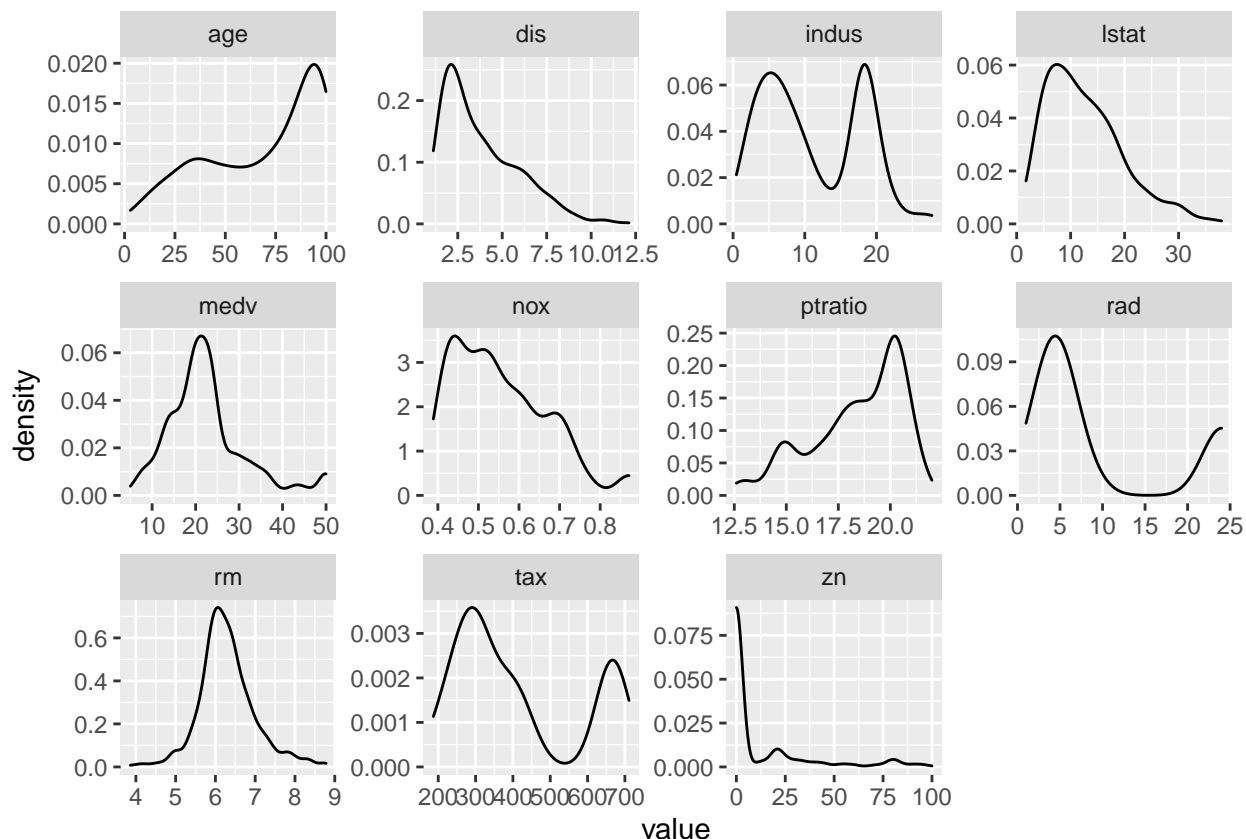 age dis indus lstat
0.020
0.015
0.010
0.005
0.000
0.2
0.1
0.0
0.06
0.04
0.02
0.00
0.06
0.04
0.02
0.00
0 25 50 75 100
2.5 5.0 7.5 10.0 12.5
0 10 20
0 10 20 30
medv nox ptratio rad
0.06
0.04
0.02
0.00
3
2
1
0
0.25
0.20
0.15
0.10
0.05
0.00
0.09
0.06
0.03
0.00
10 20 30 40 50
0.4 0.5 0.6 0.7 0.8
12.5 15.0 17.5 20.0
0 5 10 15 20 25
rm tax zn
0.6
0.4
0.2
0.0
0.003
0.002
0.001
0.000
0.075
0.050
0.025
0.000
3 4 5 6 7 8 9
200 300 400 500 600 700
0 25 50 75 100
density
value